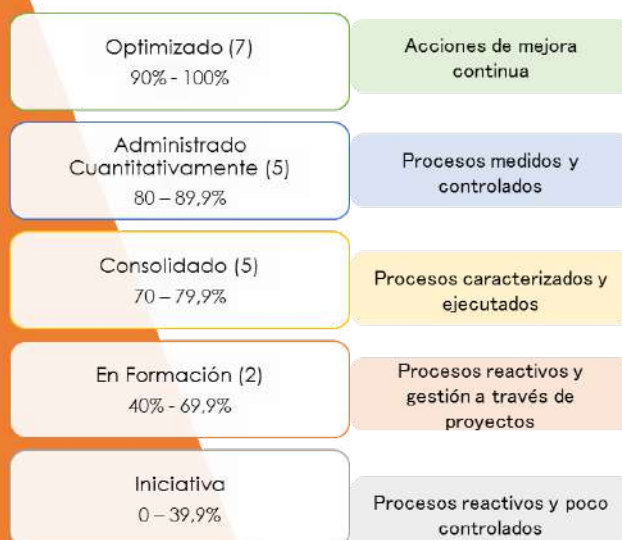 Optimizado (7)
90% - 100%
Acciones de mejora
continua
Administrado
Cuantitativamente (5)
80 – 89,9%
Procesos medidos y
controlados
Consolidado (5)
70 – 79,9%
Procesos caracterizados y
ejecutados
En Formación (2)
40% - 69,9%
Procesos reactivos y
gestión a través de
proyectos
Iniciativa
0 – 39,9%
Procesos reactivos y poco
controlados